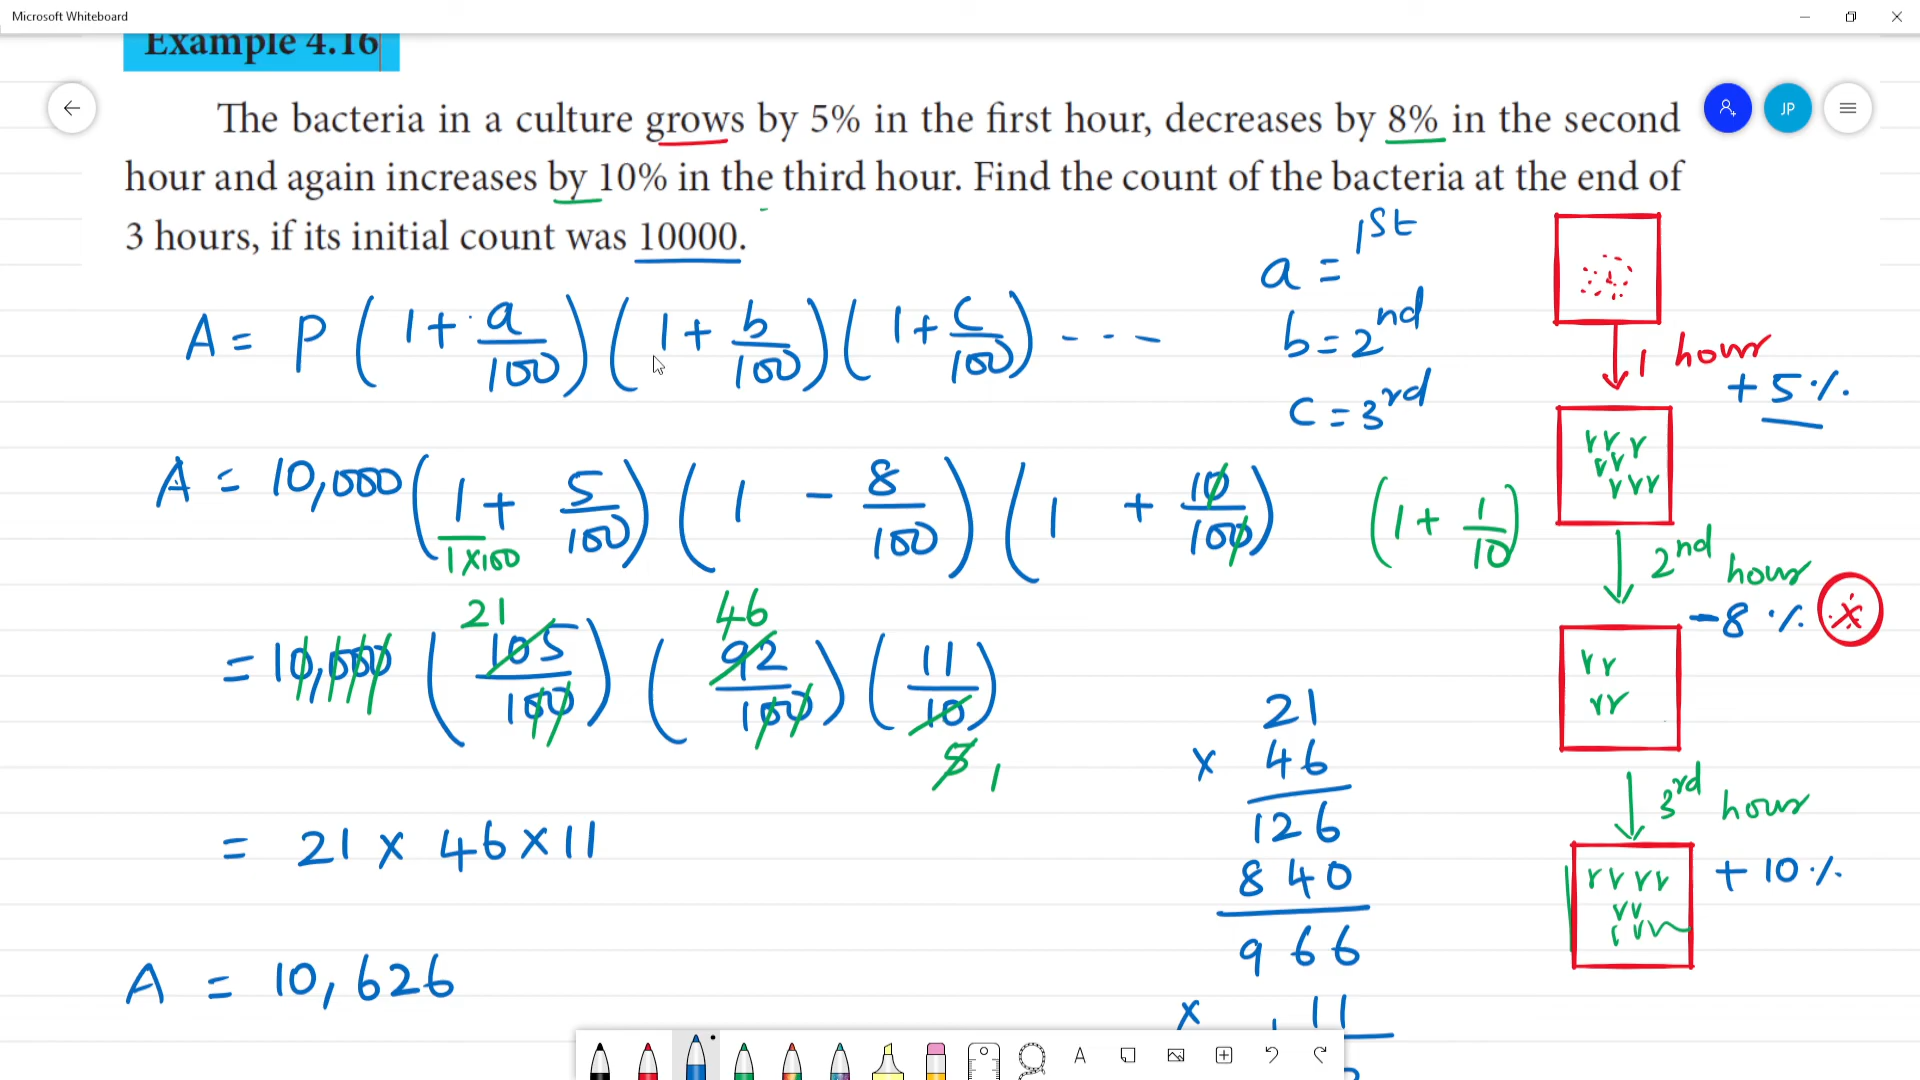 Microsoft Whiteboard
Example 4.16
The bacteria in a culture grows by 5% in the first hour, decreases by 8% in the second
hour and again increases by 10% in the third hour. Find the count of the bacteria at the end of
3 hours, if its initial count was 10000.
JP
A = P (1 + a/100) (1 + b/100) (1 + c/100) - - -
a = 1st
b = 2nd
c = 3rd
1 hour
+ 5 %
A = 10,000 (1 + 5/100) (1 - 8/100) (1 + 10/100) (1 + 1/10)
1 x 100
2nd hour
- 8 %
21 46
= 10,000 (105/100) (92/100) (11/10)
5 1
= 21 x 46 x 11
A = 10,626
21
x 46
126
840
966
x 11
3rd hour
+ 10 %
A